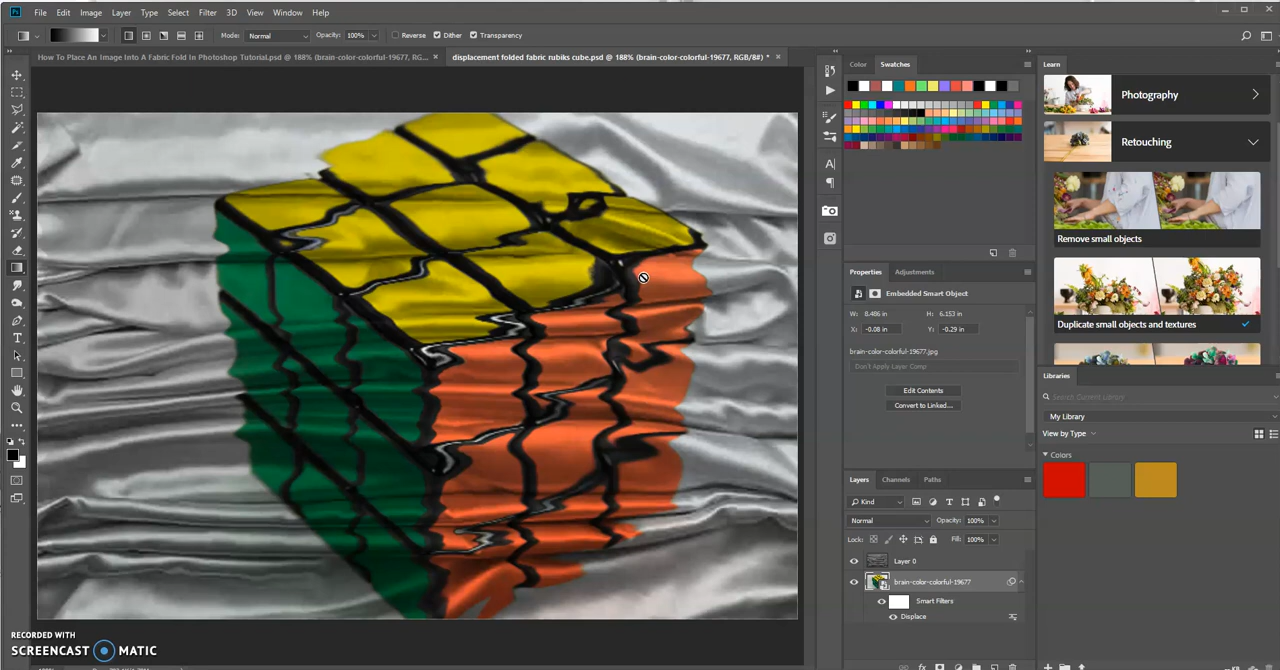 Ps File Edit Image Layer Type Select Filter 3D View Window Help
Mode: Normal Opacity: 100% Reverse Dither Transparency
How To Place An Image Into A Fabric Fold In Photoshop Tutorial.psd @ 188% (brain-color-colorful-19677, RG... × displacement folded fabric rubiks cube.psd @ 188% (brain-color-colorful-19677, RGB/8#) * ×
Color Swatches
Learn
Photography
Retouching
Remove small objects
Duplicate small objects and textures
Properties Adjustments
Embedded Smart Object
W: 8.486 in H: 6.153 in
X: -0.08 in Y: -0.29 in
brain-color-colorful-19677.jpg
Don't Apply Layer Comp
Edit Contents
Convert to Linked...
Libraries
Search Current Library
My Library
View by Type
Colors
Layers Channels Paths
Kind
Normal Opacity: 100%
Lock: Fill: 100%
Layer 0
brain-color-colorful-19677
Smart Filters
Displace
RECORDED WITH
SCREENCAST MATIC